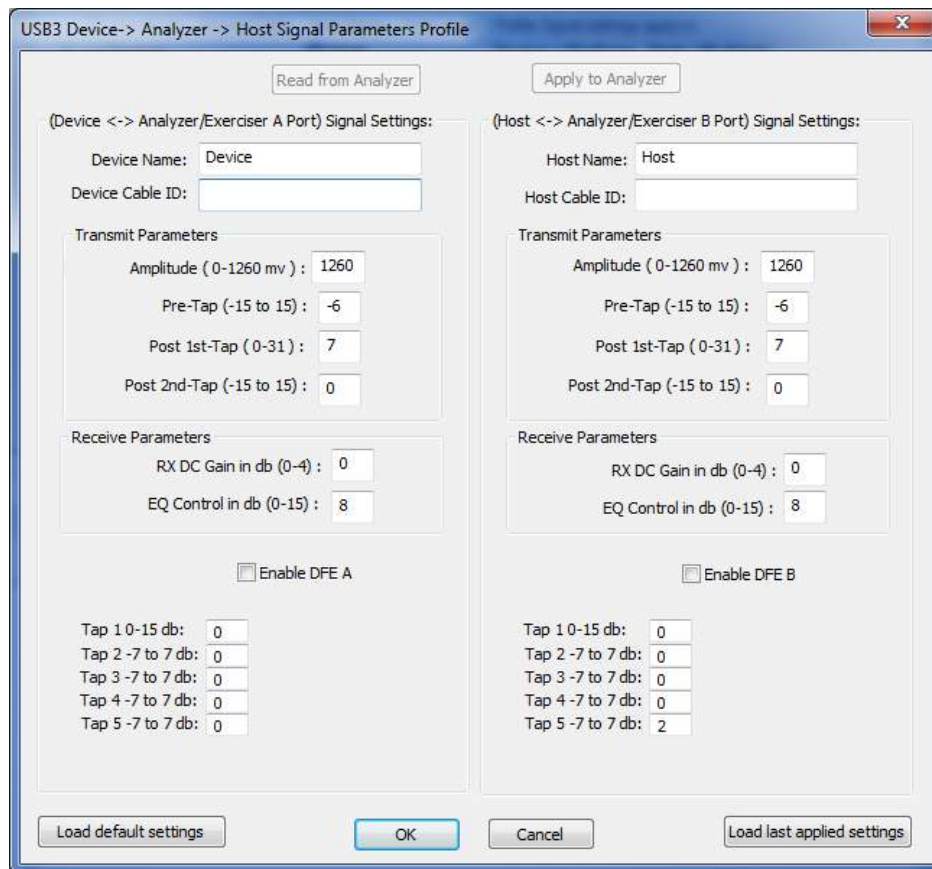 USB3 Device-> Analyzer -> Host Signal Parameters Profile
Read from Analyzer
Apply to Analyzer
(Device <-> Analyzer/Exerciser A Port) Signal Settings:
Device Name: Device
Device Cable ID:
Transmit Parameters
Amplitude ( 0-1260 mv ) : 1260
Pre-Tap (-15 to 15) : -6
Post 1st-Tap ( 0-31 ) : 7
Post 2nd-Tap (-15 to 15) : 0
Receive Parameters
RX DC Gain in db (0-4) : 0
EQ Control in db (0-15) : 8
Enable DFE A
Tap 1 0-15 db: 0
Tap 2 -7 to 7 db: 0
Tap 3 -7 to 7 db: 0
Tap 4 -7 to 7 db: 0
Tap 5 -7 to 7 db: 0
(Host <-> Analyzer/Exerciser B Port) Signal Settings:
Host Name: Host
Host Cable ID:
Transmit Parameters
Amplitude ( 0-1260 mv ) : 1260
Pre-Tap (-15 to 15) : -6
Post 1st-Tap ( 0-31 ) : 7
Post 2nd-Tap (-15 to 15) : 0
Receive Parameters
RX DC Gain in db (0-4) : 0
EQ Control in db (0-15) : 8
Enable DFE B
Tap 1 0-15 db: 0
Tap 2 -7 to 7 db: 0
Tap 3 -7 to 7 db: 0
Tap 4 -7 to 7 db: 0
Tap 5 -7 to 7 db: 2
Load default settings
OK
Cancel
Load last applied settings